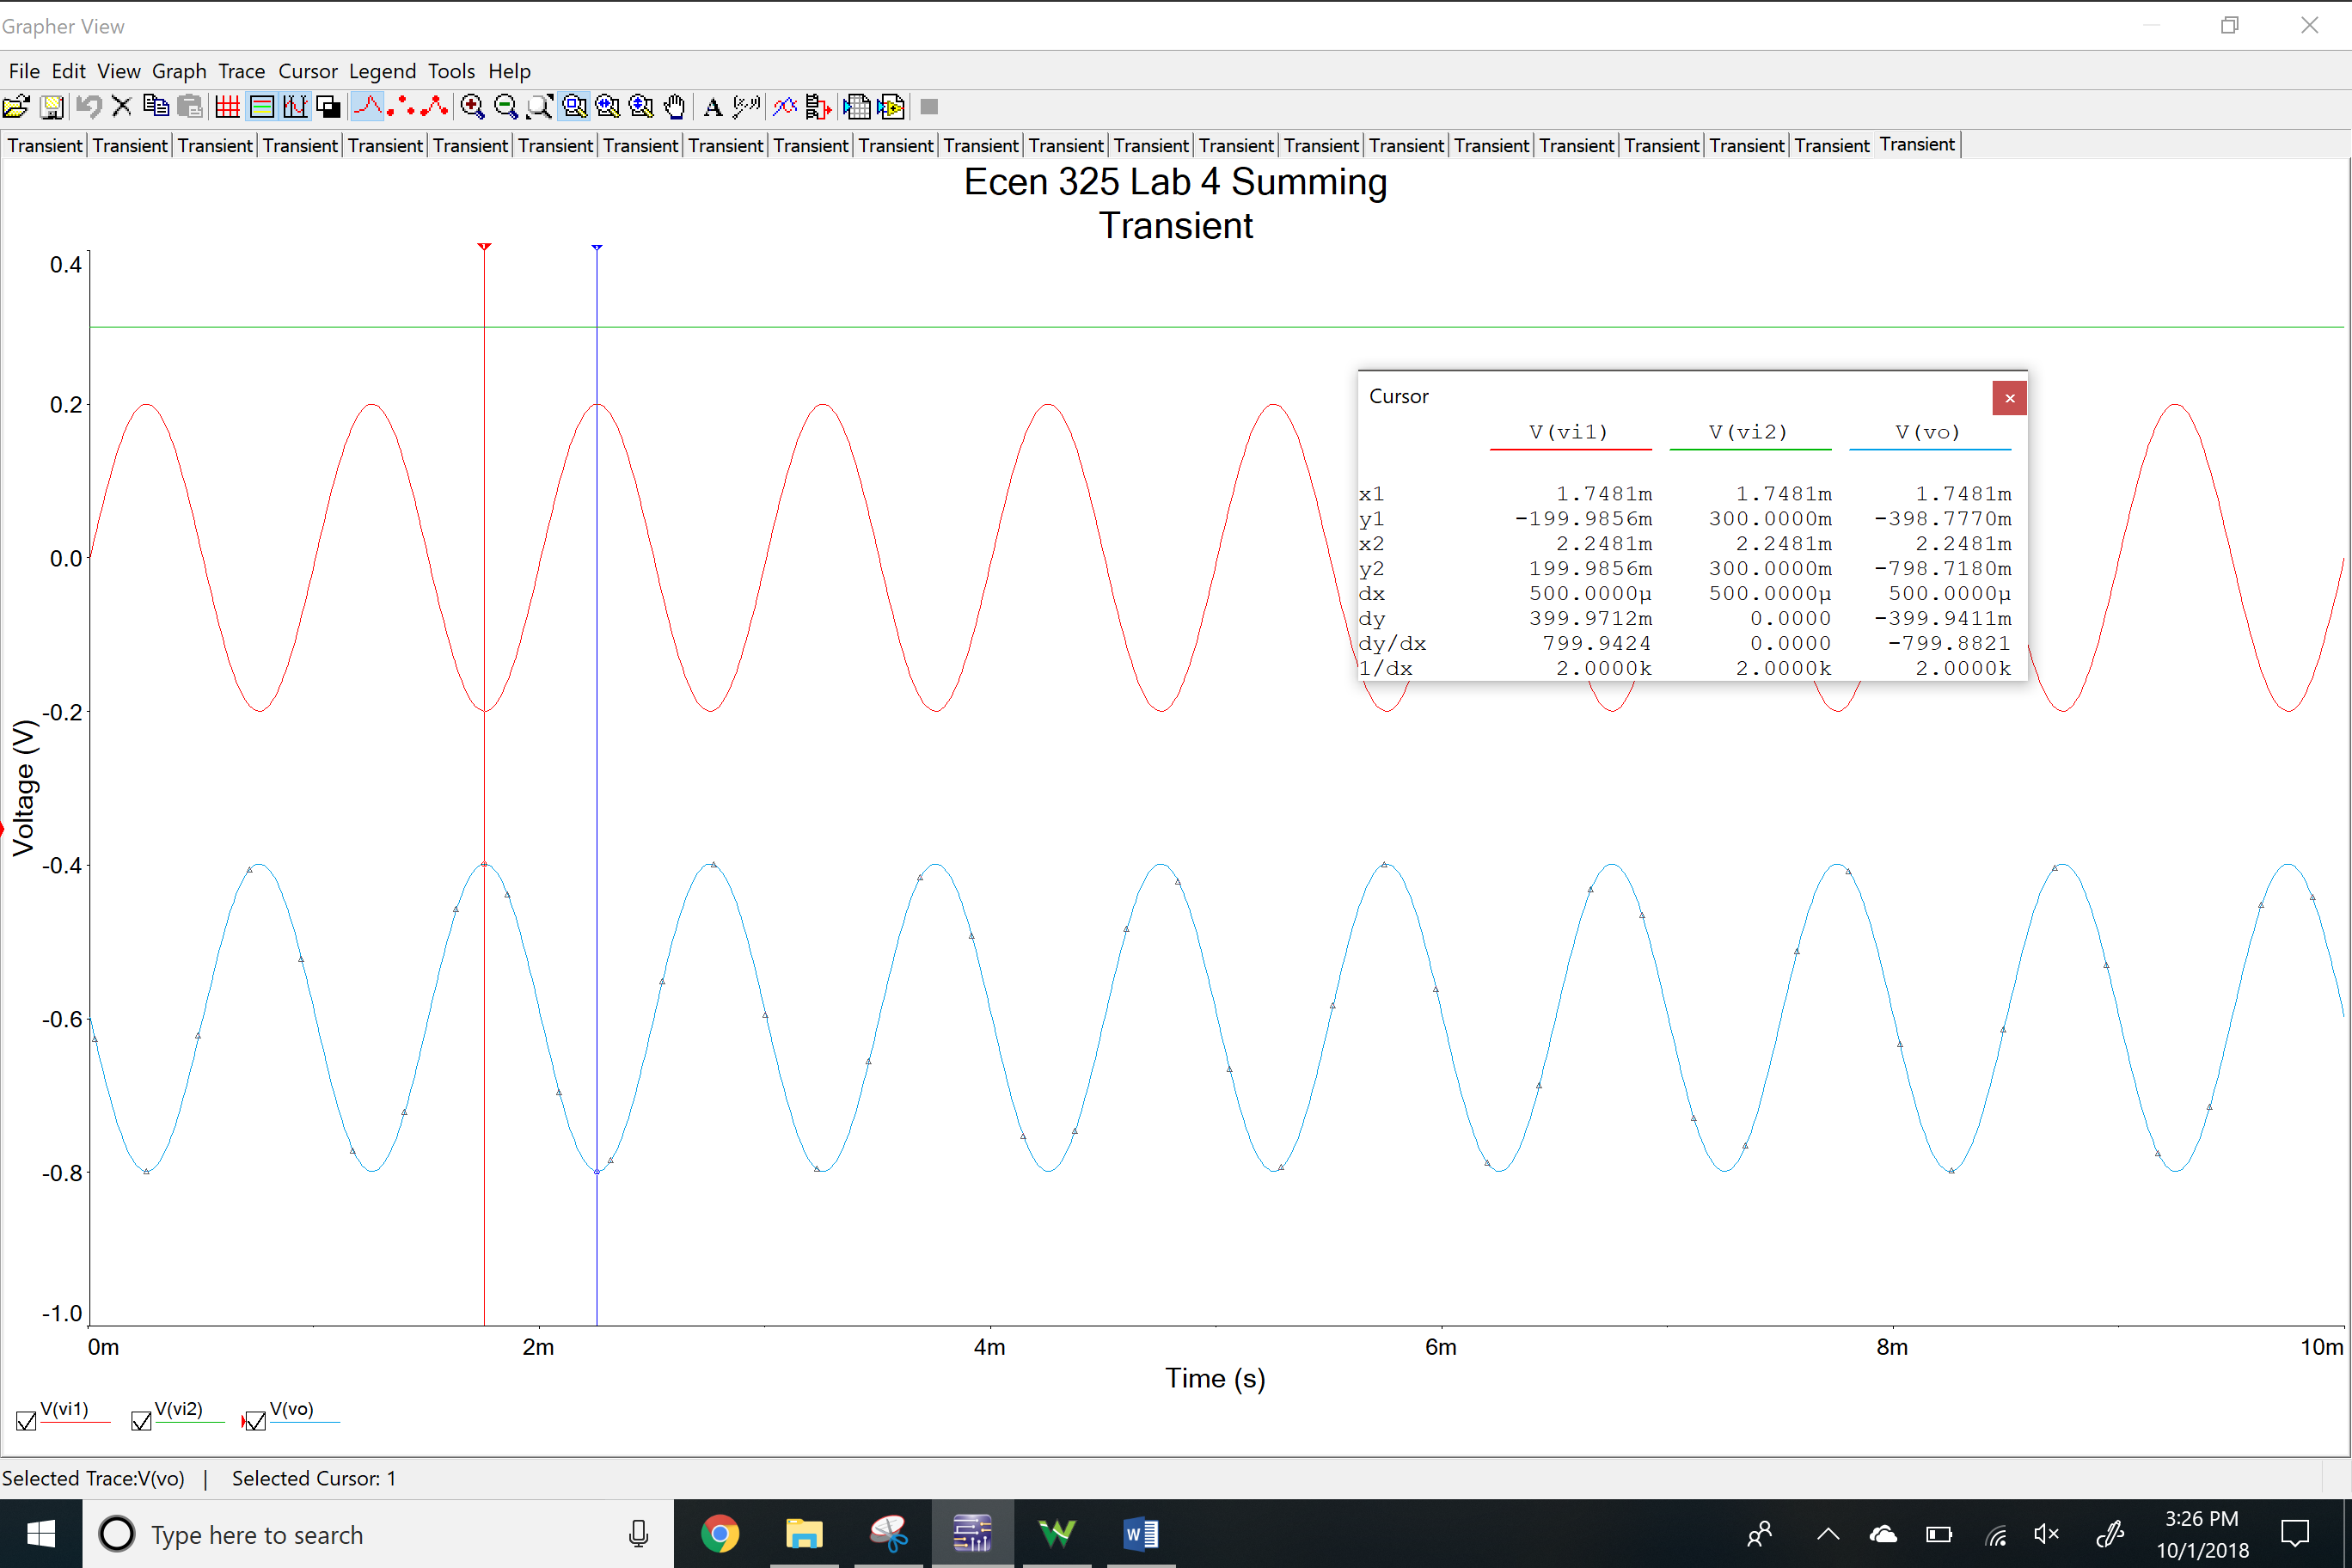 Grapher View
File Edit View Graph Trace Cursor Legend Tools Help
Transient Transient Transient Transient Transient Transient Transient Transient Transient Transient Transient Transient Transient Transient Transient Transient Transient Transient Transient Transient Transient Transient Transient
Ecen 325 Lab 4 Summing
Transient
0.4
0.2
0.0
-0.2
-0.4
-0.6
-0.8
-1.0
Voltage (V)
Cursor
V(vi1) V(vi2) V(vo)
x1 1.7481m 1.7481m 1.7481m
y1 -199.9856m 300.0000m -398.7770m
x2 2.2481m 2.2481m 2.2481m
y2 199.9856m 300.0000m -798.7180m
dx 500.0000µ 500.0000µ 500.0000µ
dy 399.9712m 0.0000 -399.9411m
dy/dx 799.9424 0.0000 -799.8821
1/dx 2.0000k 2.0000k 2.0000k
0m 2m 4m 6m 8m 10m
Time (s)
V(vi1) V(vi2) V(vo)
Selected Trace:V(vo) | Selected Cursor: 1
Type here to search
3:26 PM
10/1/2018